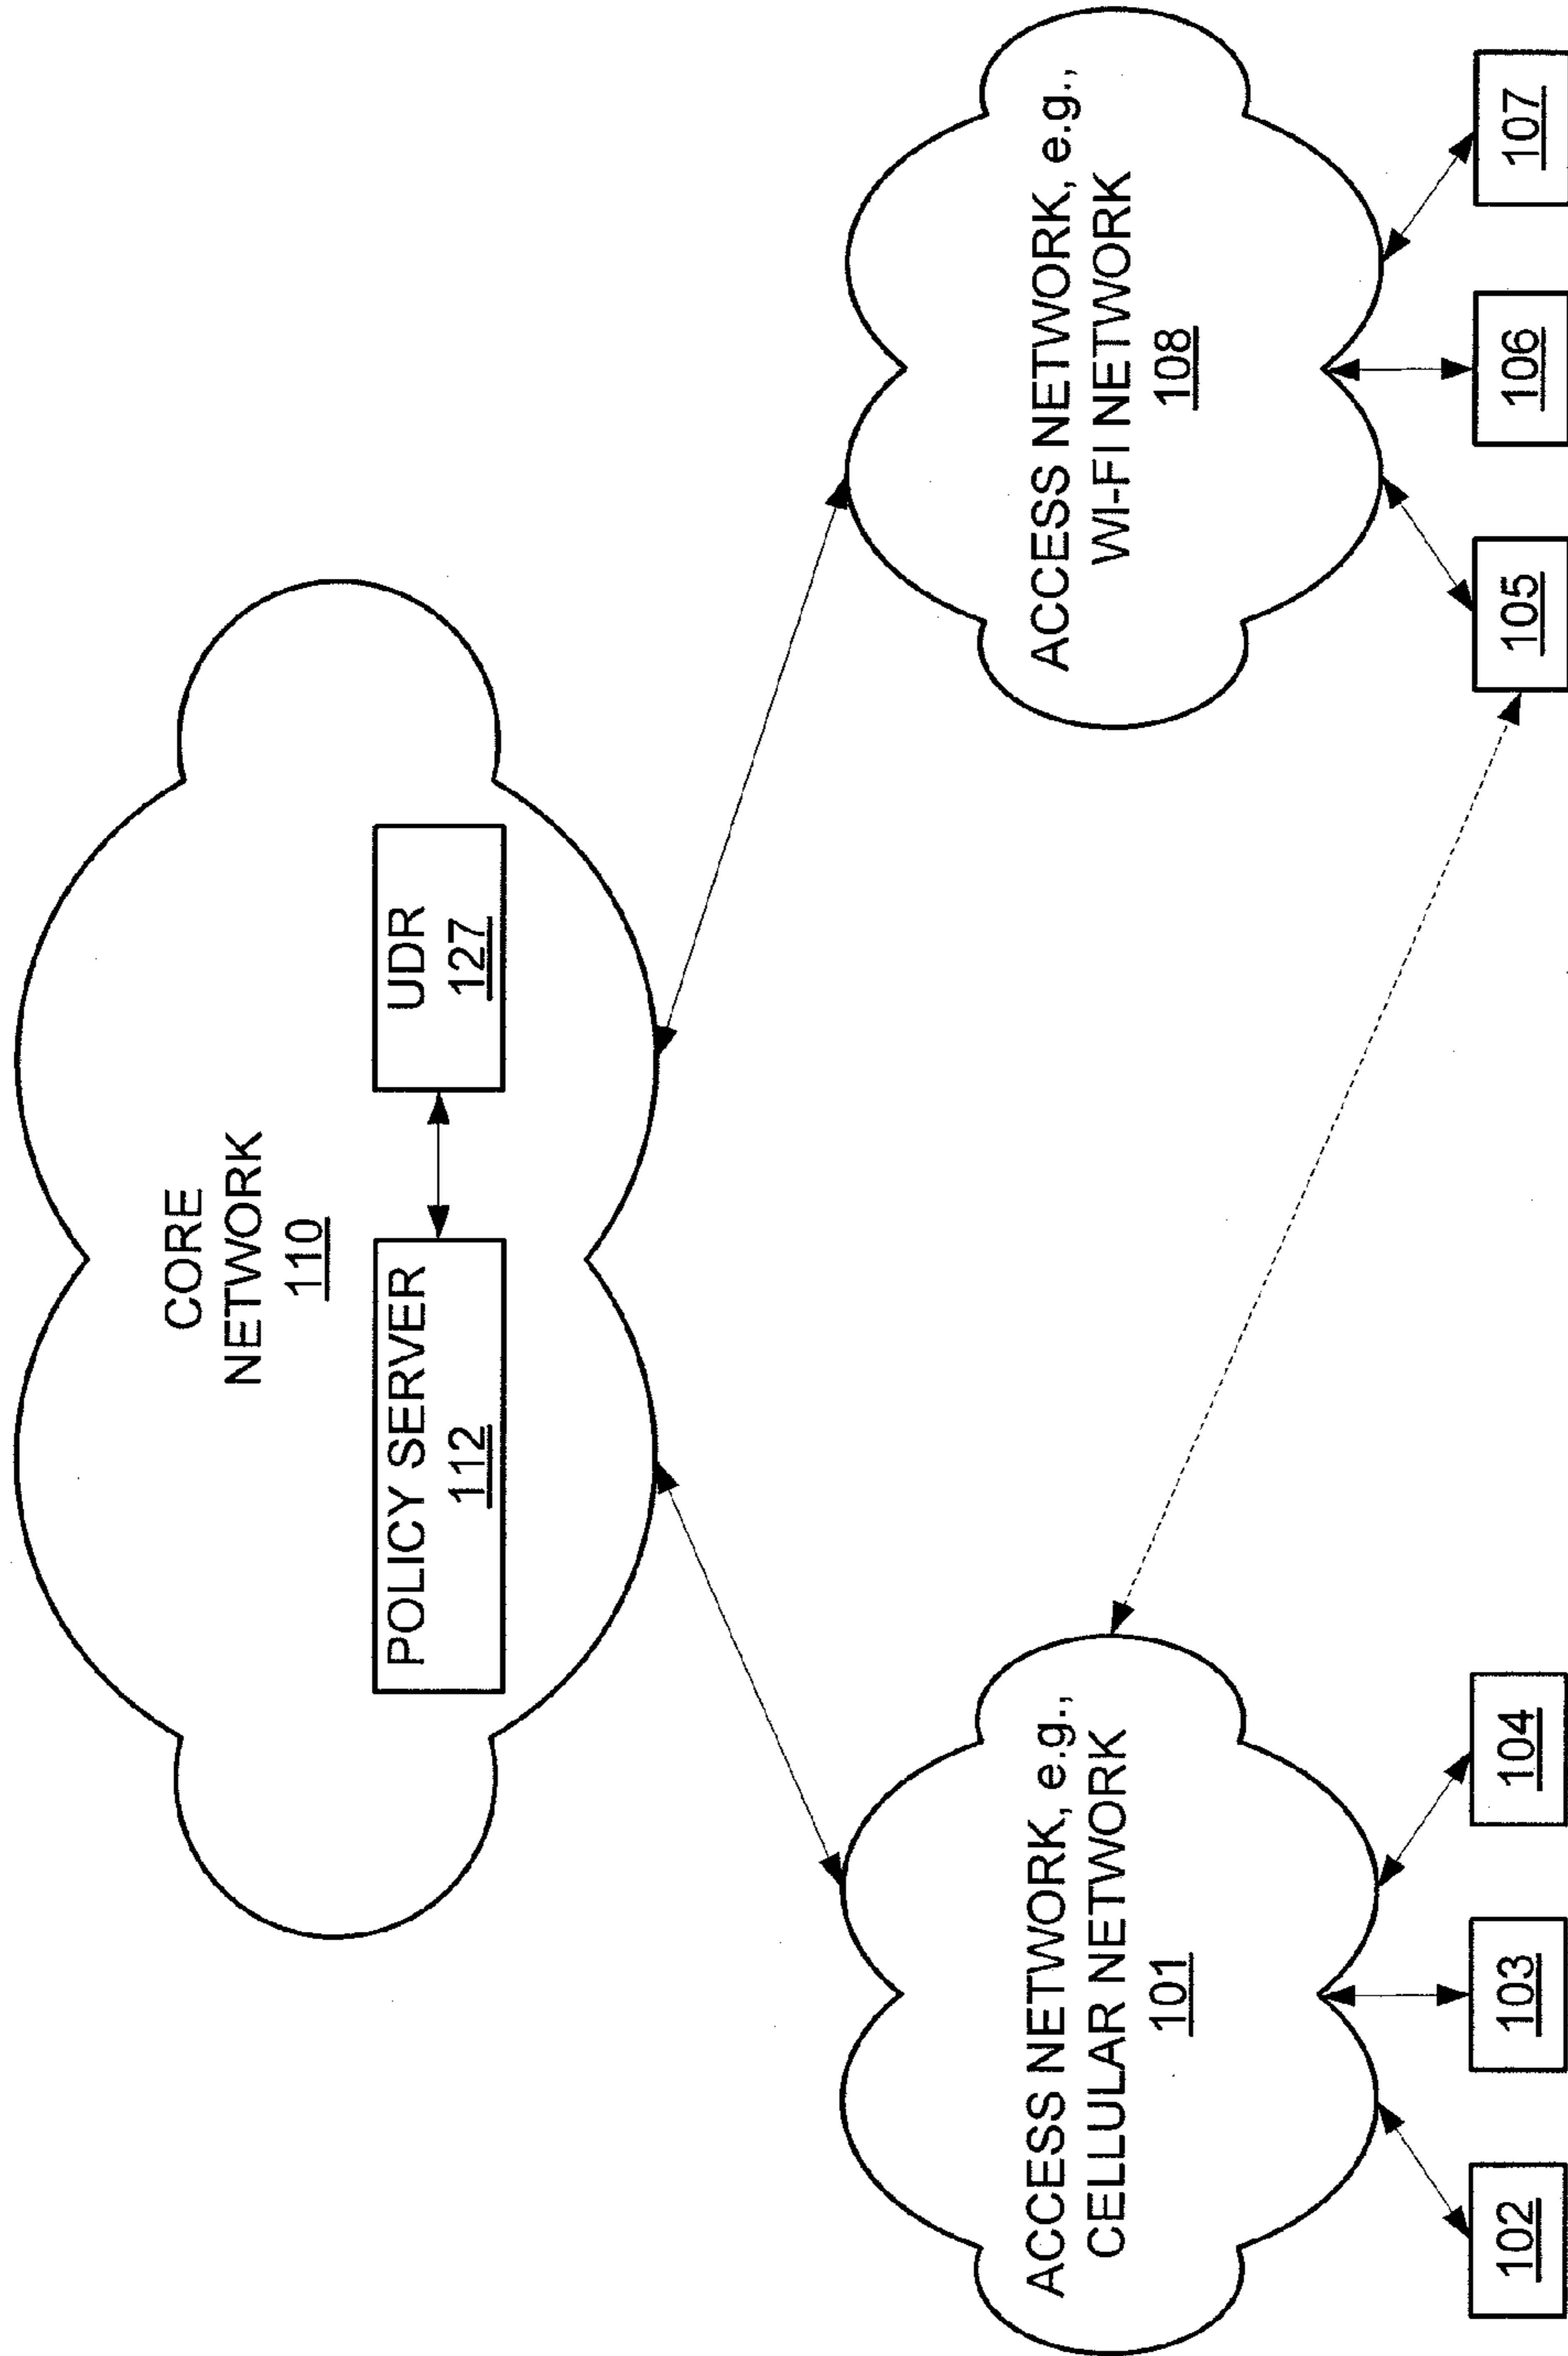 CORE
NETWORK
110
POLICY SERVER
112
UDR
127
ACCESS NETWORK, e.g.,
CELLULAR NETWORK
101
ACCESS NETWORK, e.g.,
WI-FI NETWORK
108
102
103
104
105
106
107